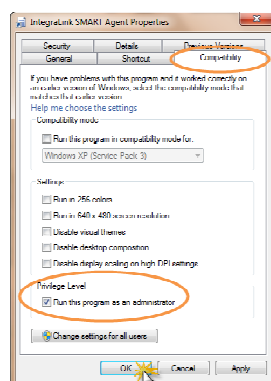 IntegraLink SMART Agent Properties
Security Details Previous Versions
General Shortcut Compatibility
If you have problems with this program and it worked correctly on
an earlier version of Windows, select the compatibility mode that
matches that earlier version.
Help me choose the settings
Compatibility mode
Run this program in compatibility mode for:
Windows XP (Service Pack 3)
Settings
Run in 256 colors
Run in 640 x 480 screen resolution
Disable visual themes
Disable desktop composition
Disable display scaling on high DPI settings
Privilege Level
Run this program as an administrator
Change settings for all users
OK Cancel Apply